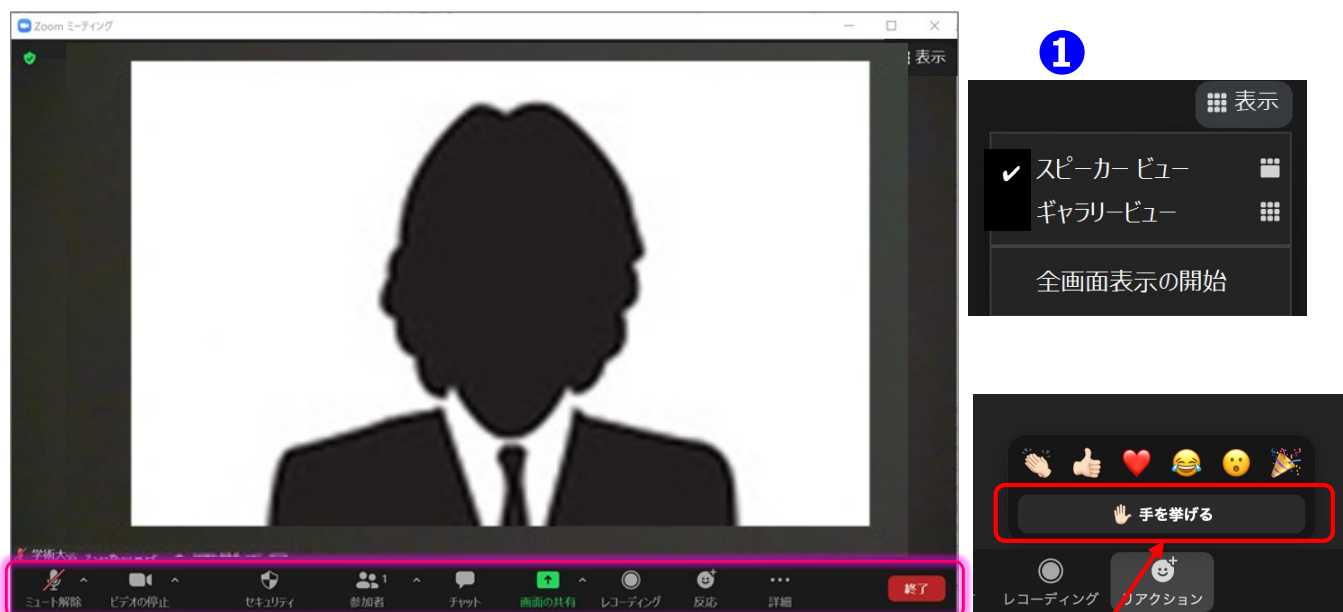 Zoom ミーティング
表示
学術大会
ミュート解除 ビデオの停止 セキュリティ 参加者 1 チャット 画面の共有 レコーディング 反応 詳細 終了
1
表示
スピーカー ビュー
ギャラリービュー
全画面表示の開始
手を挙げる
レコーディング リアクション